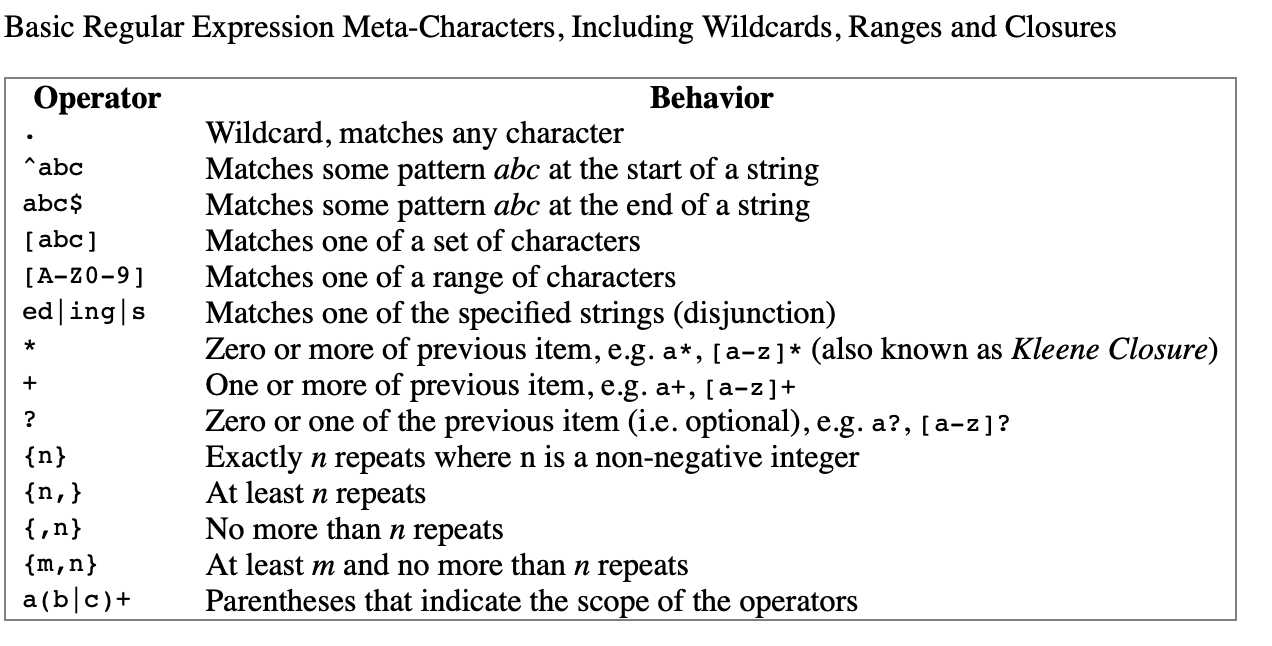 Basic Regular Expression Meta-Characters, Including Wildcards, Ranges and Closures
Operator Behavior
. Wildcard, matches any character
^abc Matches some pattern abc at the start of a string
abc$ Matches some pattern abc at the end of a string
[abc] Matches one of a set of characters
[A-Z0-9] Matches one of a range of characters
ed|ing|s Matches one of the specified strings (disjunction)
* Zero or more of previous item, e.g. a*, [a-z]* (also known as Kleene Closure)
+ One or more of previous item, e.g. a+, [a-z]+
? Zero or one of the previous item (i.e. optional), e.g. a?, [a-z]?
{n} Exactly n repeats where n is a non-negative integer
{n,} At least n repeats
{,n} No more than n repeats
{m,n} At least m and no more than n repeats
a(b|c)+ Parentheses that indicate the scope of the operators